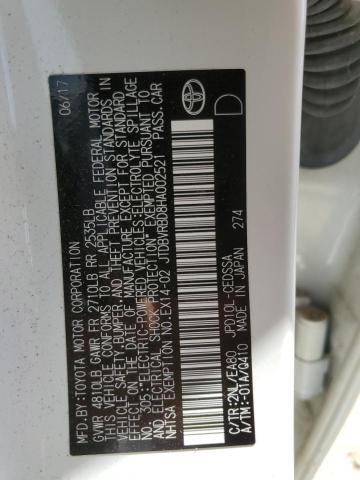 MFD.BY:TOYOTA MOTOR CORPORATION 06/17
GVWR 4810LB GAWR FR 2710LB RR 2535LB
THIS VEHICLE CONFORMS TO ALL APPLICABLE FEDERAL MOTOR
VEHICLE SAFETY,BUMPER AND THEFT PREVENTION STANDARDS
IN EFFECT ON THE DATE OF MANUFACTURE EXCEPT FOR STANDARD
NO. 305:"ELECTRIC-POWERED VEHICLES:ELECTROLYTE SPILLAGE
AND ELECTRICAL SHOCK PROTECTION" EXEMPTED PURSUANT TO
NHTSA EXEMPTION NO.EX14-02 JTDBVRBD8HA002521 PASS.CAR
C/TR:2NL/EA80 JPD10L-CEDSSA
A/TM:-01A/Q410 MADE IN JAPAN 274
D
TOYOTA